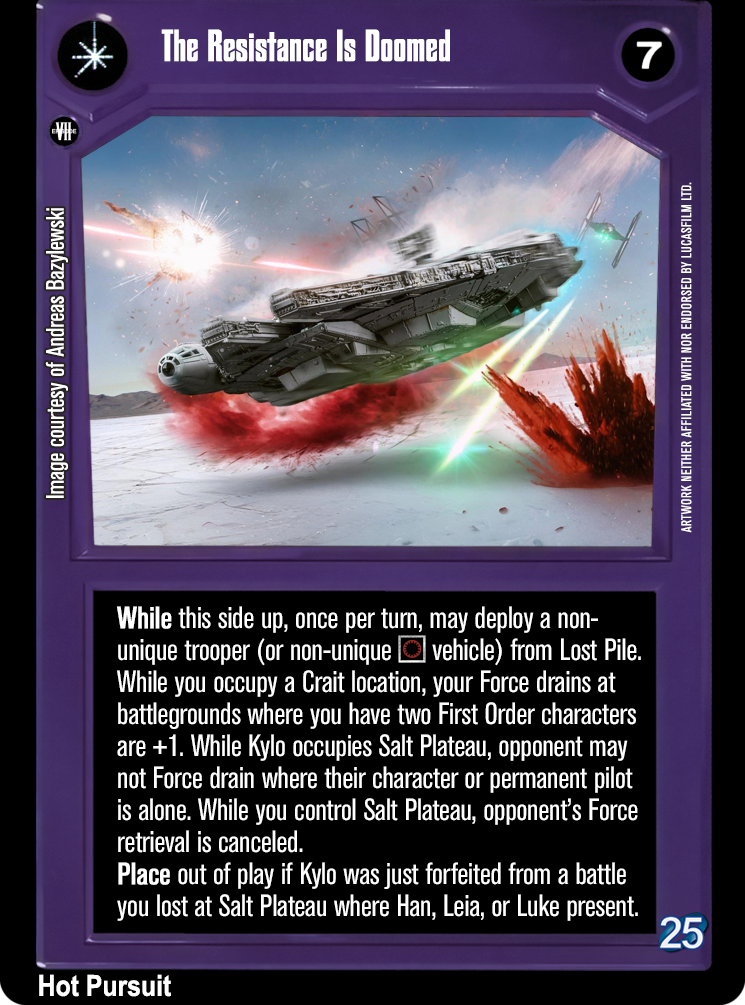 The Resistance Is Doomed
7
EPISODE
VII
Image courtesy of Andreas Bazylewski
ARTWORK NEITHER AFFILIATED WITH NOR ENDORSED BY LUCASFILM LTD.
While this side up, once per turn, may deploy a non-
unique trooper (or non-unique vehicle) from Lost Pile.
While you occupy a Crait location, your Force drains at
battlegrounds where you have two First Order characters
are +1. While Kylo occupies Salt Plateau, opponent may
not Force drain where their character or permanent pilot
is alone. While you control Salt Plateau, opponent's Force
retrieval is canceled.
Place out of play if Kylo was just forfeited from a battle
you lost at Salt Plateau where Han, Leia, or Luke present.
25
Hot Pursuit